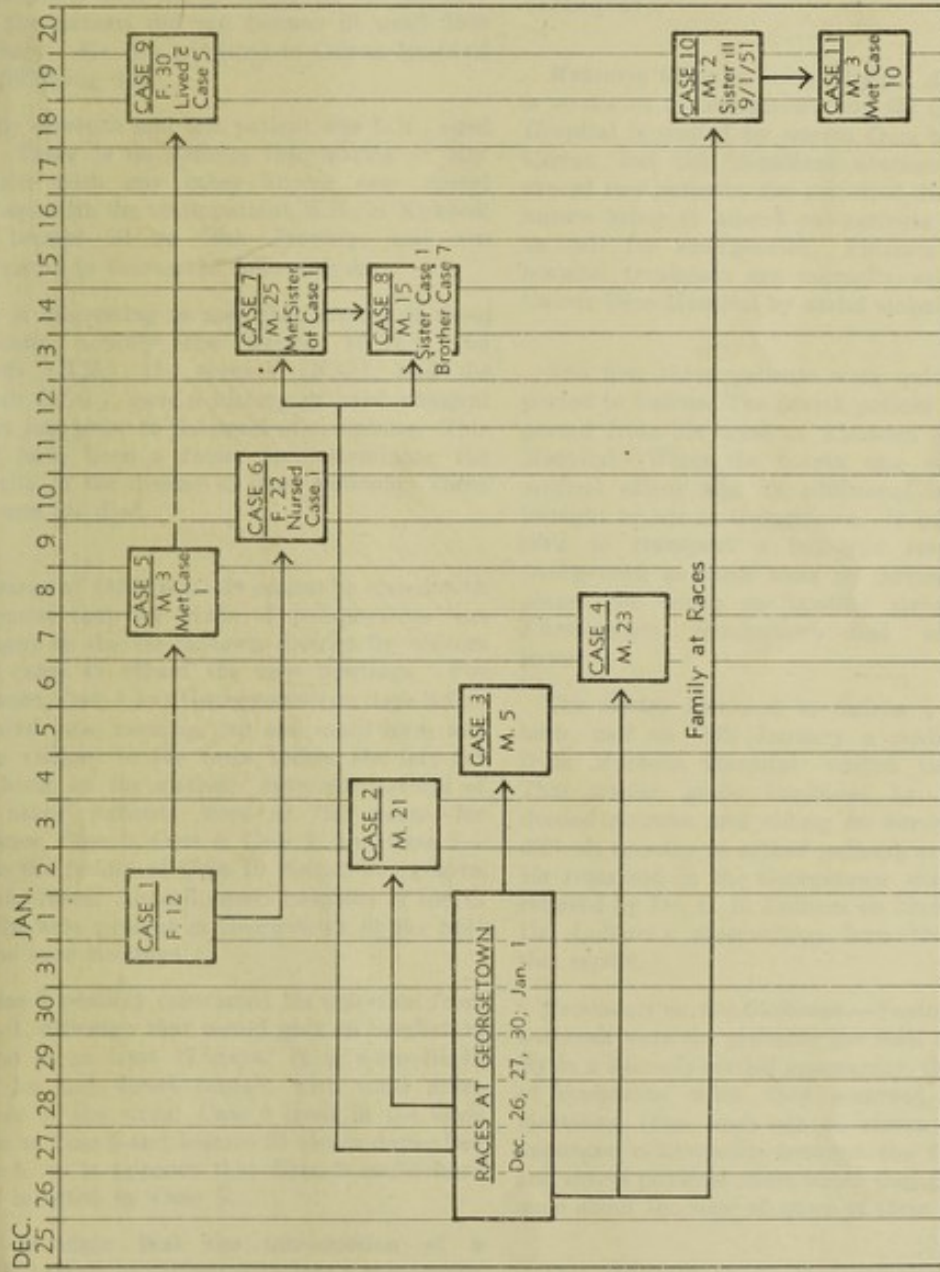 DEC. JAN.
25 26 27 28 29 30 31 1 2 3 4 5 6 7 8 9 10 11 12 13 14 15 16 17 18 19 20
CASE 1
F. 12
CASE 5
M. 3
Met Case
1
CASE 9
F. 30
Lived c̄
Case 5
CASE 6
F. 22
Nursed
Case 1
CASE 7
M. 25
Met Sister
of Case 1
CASE 2
M. 21
CASE 8
M. 15
Sister Case 1
Brother Case 7
RACES AT GEORGETOWN
Dec. 26, 27, 30; Jan. 1
CASE 3
M. 5
CASE 4
M. 23
Family at Races
CASE 10
M. 2
Sister ill
9/1/51
CASE 11
M. 3
Met Case
10